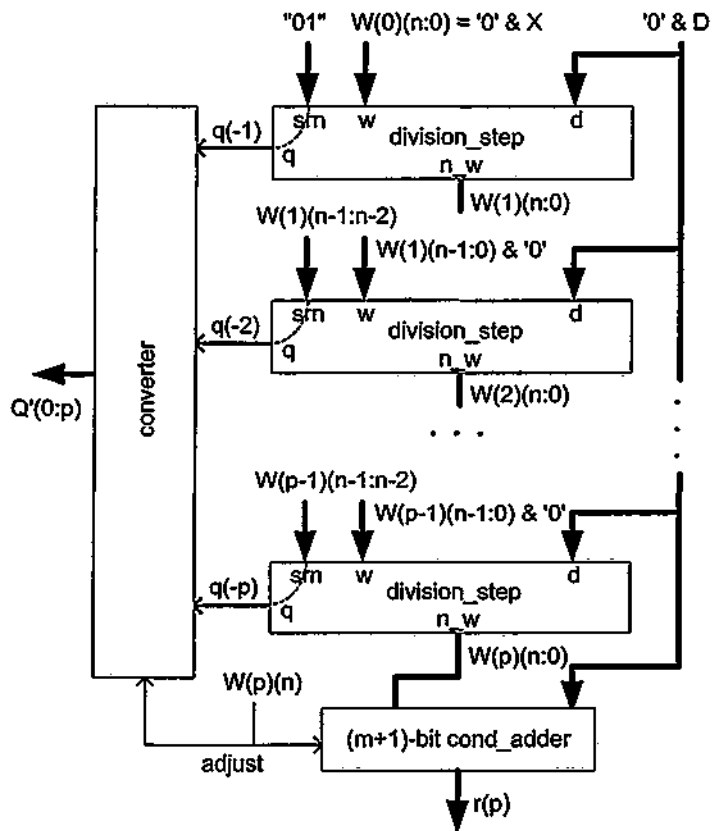 "01" W(0)(n:0) = '0' & X '0' & D
sm w d
q(-1) division_step
q
n_w
W(1)(n:0)
W(1)(n-1:n-2)
W(1)(n-1:0) & '0'
sm w d
q(-2) division_step
q
n_w
W(2)(n:0)
converter
Q'(0:p)
. . .
W(p-1)(n-1:n-2)
W(p-1)(n-1:0) & '0'
sm w d
q(-p) division_step
q
n_w
W(p)(n:0)
W(p)(n)
(m+1)-bit cond_adder
adjust
r(p)